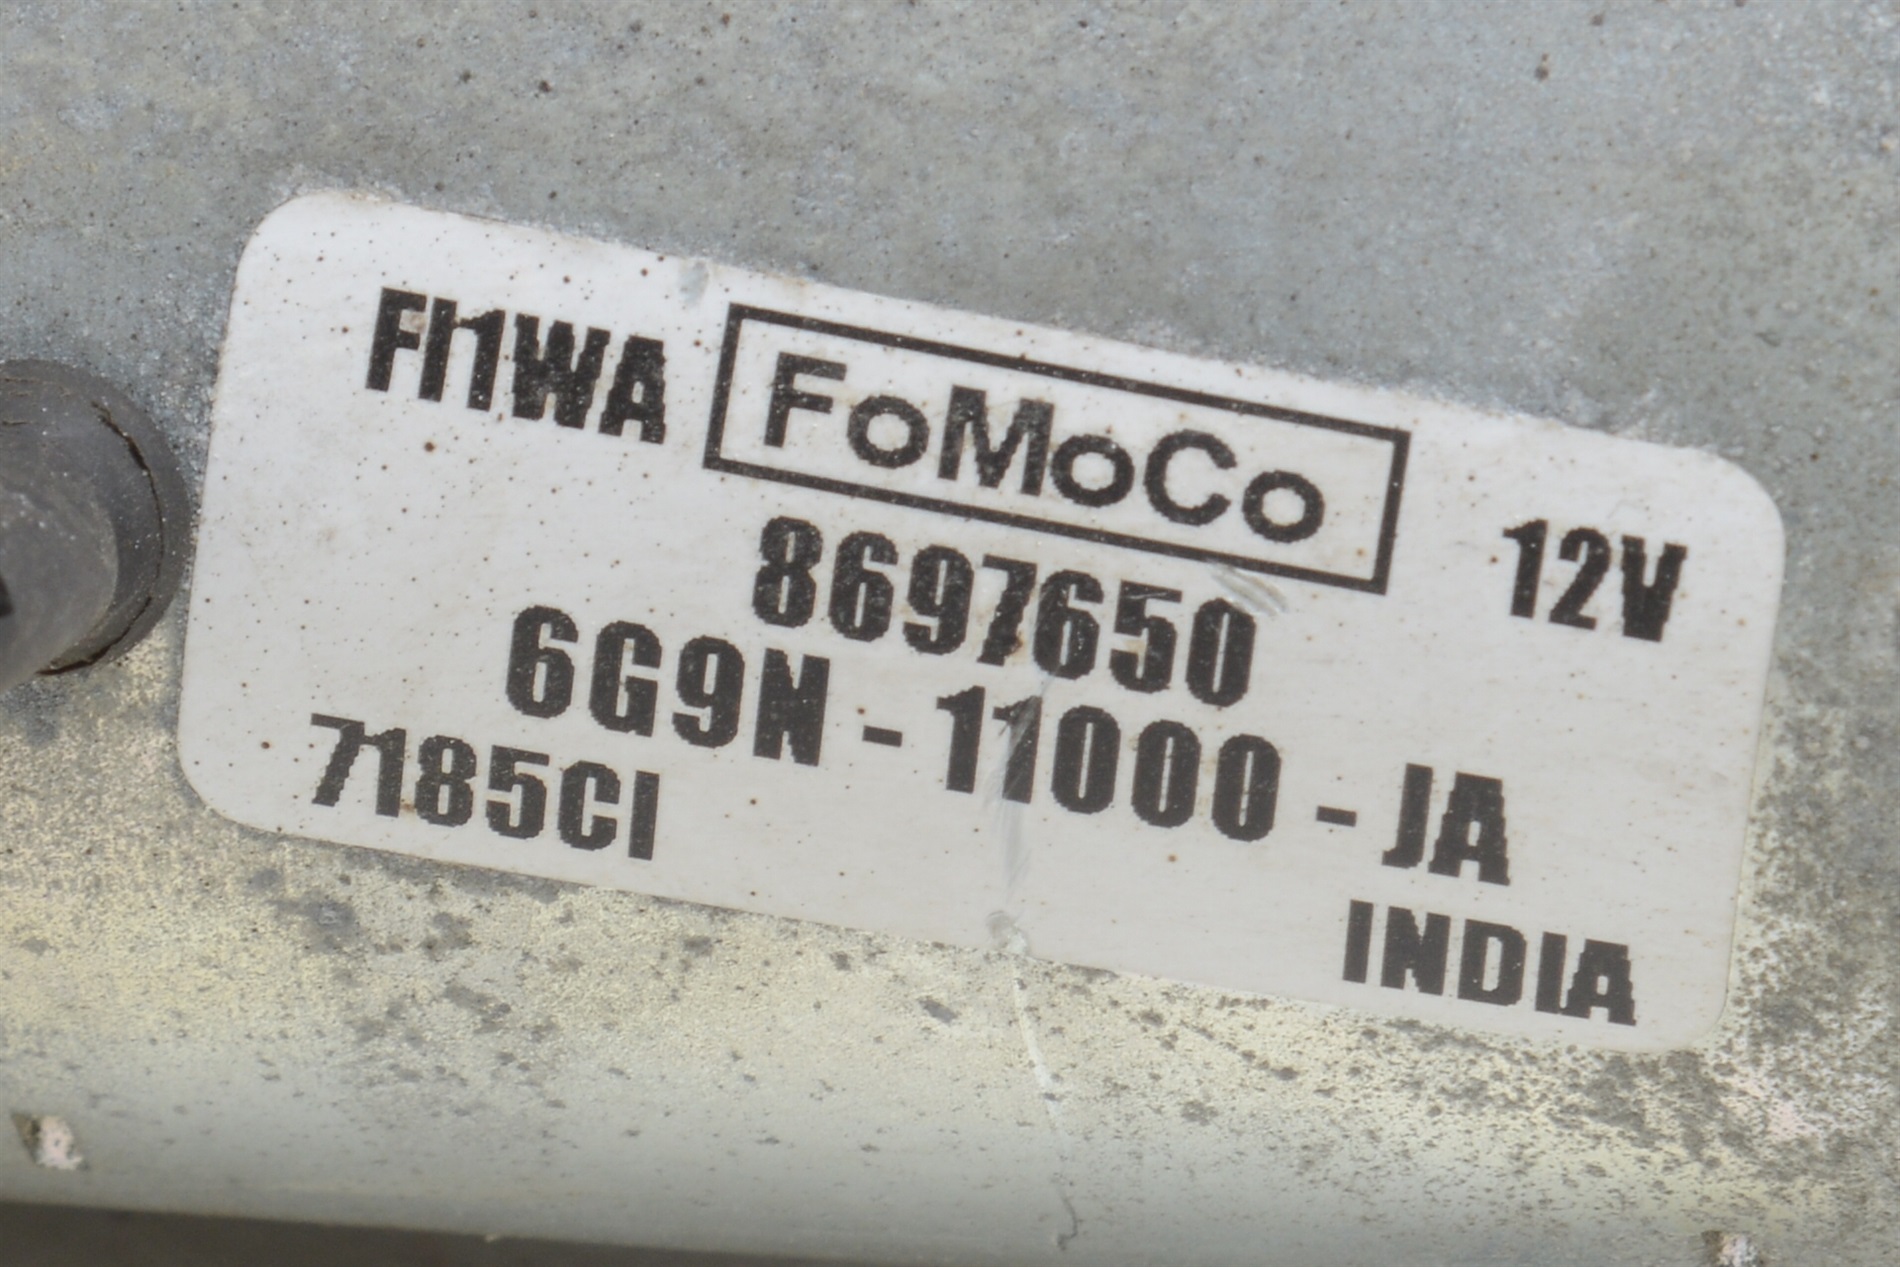 FI1WA FoMoCo 12V
8697650
6G9N - 11000 - JA
7185CI
INDIA